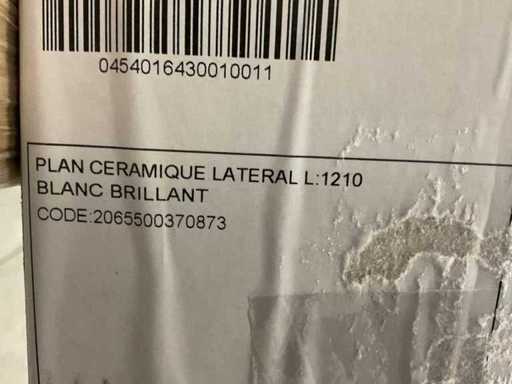 0454016430010011
PLAN CERAMIQUE LATERAL L:1210
BLANC BRILLANT
CODE:2065500370873